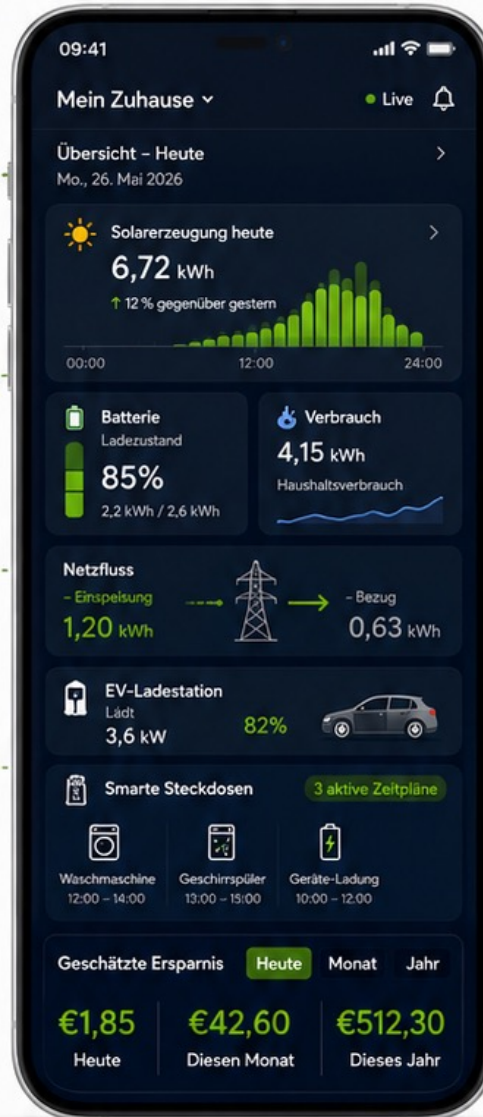 09:41
Mein Zuhause
Live
Übersicht – Heute
Mo., 26. Mai 2026
Solarerzeugung heute
6,72 kWh
↑ 12 % gegenüber gestern
00:00 12:00 24:00
Batterie
Ladezustand
85%
2,2 kWh / 2,6 kWh
Verbrauch
4,15 kWh
Haushaltsverbrauch
Netzfluss
– Einspeisung
1,20 kWh
– Bezug
0,63 kWh
EV-Ladestation
Lädt
3,6 kW
82%
Smarte Steckdosen
3 aktive Zeitpläne
Waschmaschine
12:00 – 14:00
Geschirrspüler
13:00 – 15:00
Geräte-Ladung
10:00 – 12:00
Geschätzte Ersparnis
Heute Monat Jahr
€1,85
Heute
€42,60
Diesen Monat
€512,30
Dieses Jahr